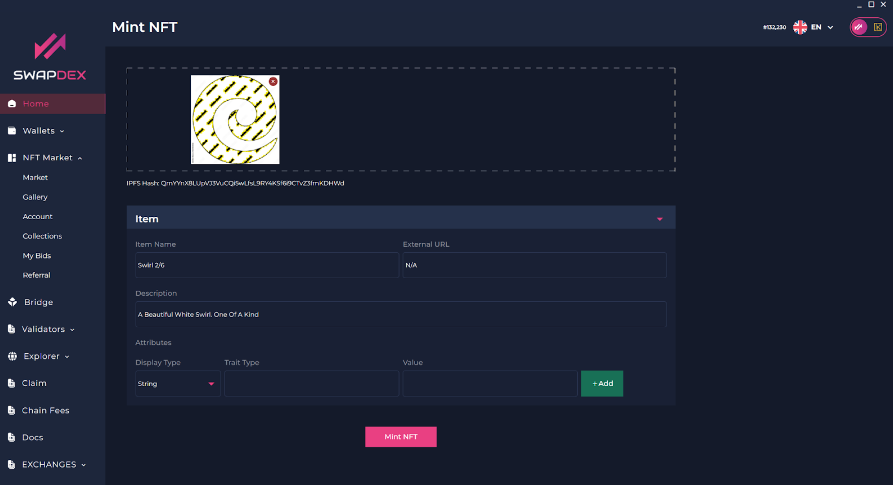 Mint NFT
#132,230
EN
SWAPDEX
Home
Wallets
NFT Market
Market
Gallery
Account
Collections
My Bids
Referral
Bridge
Validators
Explorer
Claim
Chain Fees
Docs
EXCHANGES
IPFS Hash:
Item
Item Name
External URL
Swirl 2/6
N/A
Description
A Beautiful White Swirl. One Of A Kind
Attributes
Display Type
Trait Type
Value
String
+ Add
Mint NFT